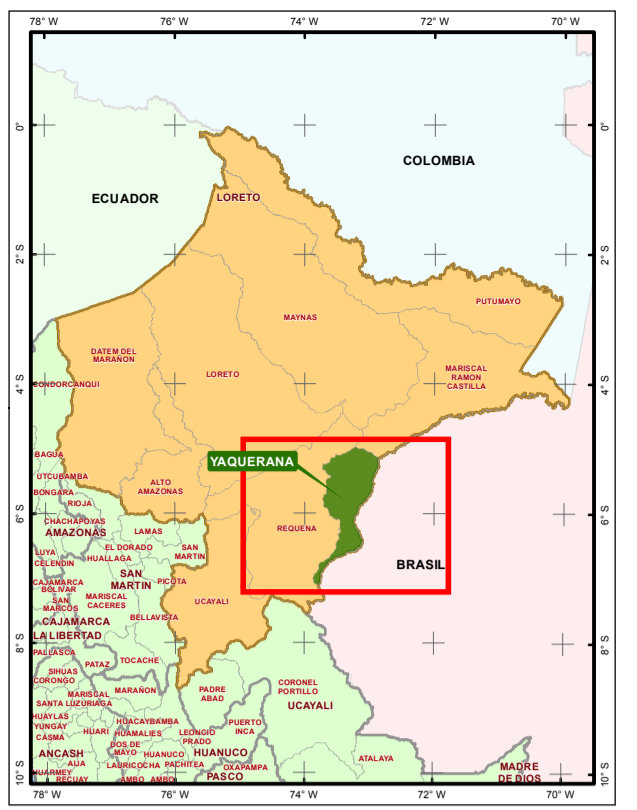 78° W
76° W
74° W
72° W
70° W
0°
0°
COLOMBIA
ECUADOR
LORETO
2° S
2° S
PUTUMAYO
MAYNAS
DATEM DEL
MARAÑON
LORETO
MARISCAL
RAMON
CASTILLA
4° S
4° S
CONDORCANQUI
BAGUA
YAQUERANA
UTCUBAMBA
ALTO
AMAZONAS
BONGARA
RIOJA
6° S
6° S
CHACHAPOYAS
AMAZONAS
LAMAS
REQUENA
EL DORADO
SAN
MARTIN
LUYA
HUALLAGA
CELENDIN
BRASIL
SAN
MARTIN
PICOTA
CAJAMARCA
BOLIVAR
SAN
MARCOS
MARISCAL
CACERES
UCAYALI
BELLAVISTA
CAJAMARCA
LA LIBERTAD
8° S
8° S
PALLASCA
PATAZ
TOCACHE
SIHUAS
CORONGO
CORONEL
PORTILLO
MARISCAL
LUZURIAGA
MARAÑON
PADRE
ABAD
SANTA
UCAYALI
HUAYLAS
HUACAYBAMBA
PUERTO
INCA
YUNGAY
HUARI
HUAMALIES
LEONCIO
PRADO
CASMA
DOS DE
MAYO
ANCASH
HUANUCO
HUANUCO
ATALAYA
AIJA
LAURICOCHA
PACHITEA
OXAPAMPA
MADRE
DE DIOS
HUARMEY
RECUAY
AMBO
AMBO
PASCO
10° S
10° S
78° W
76° W
74° W
72° W
70° W